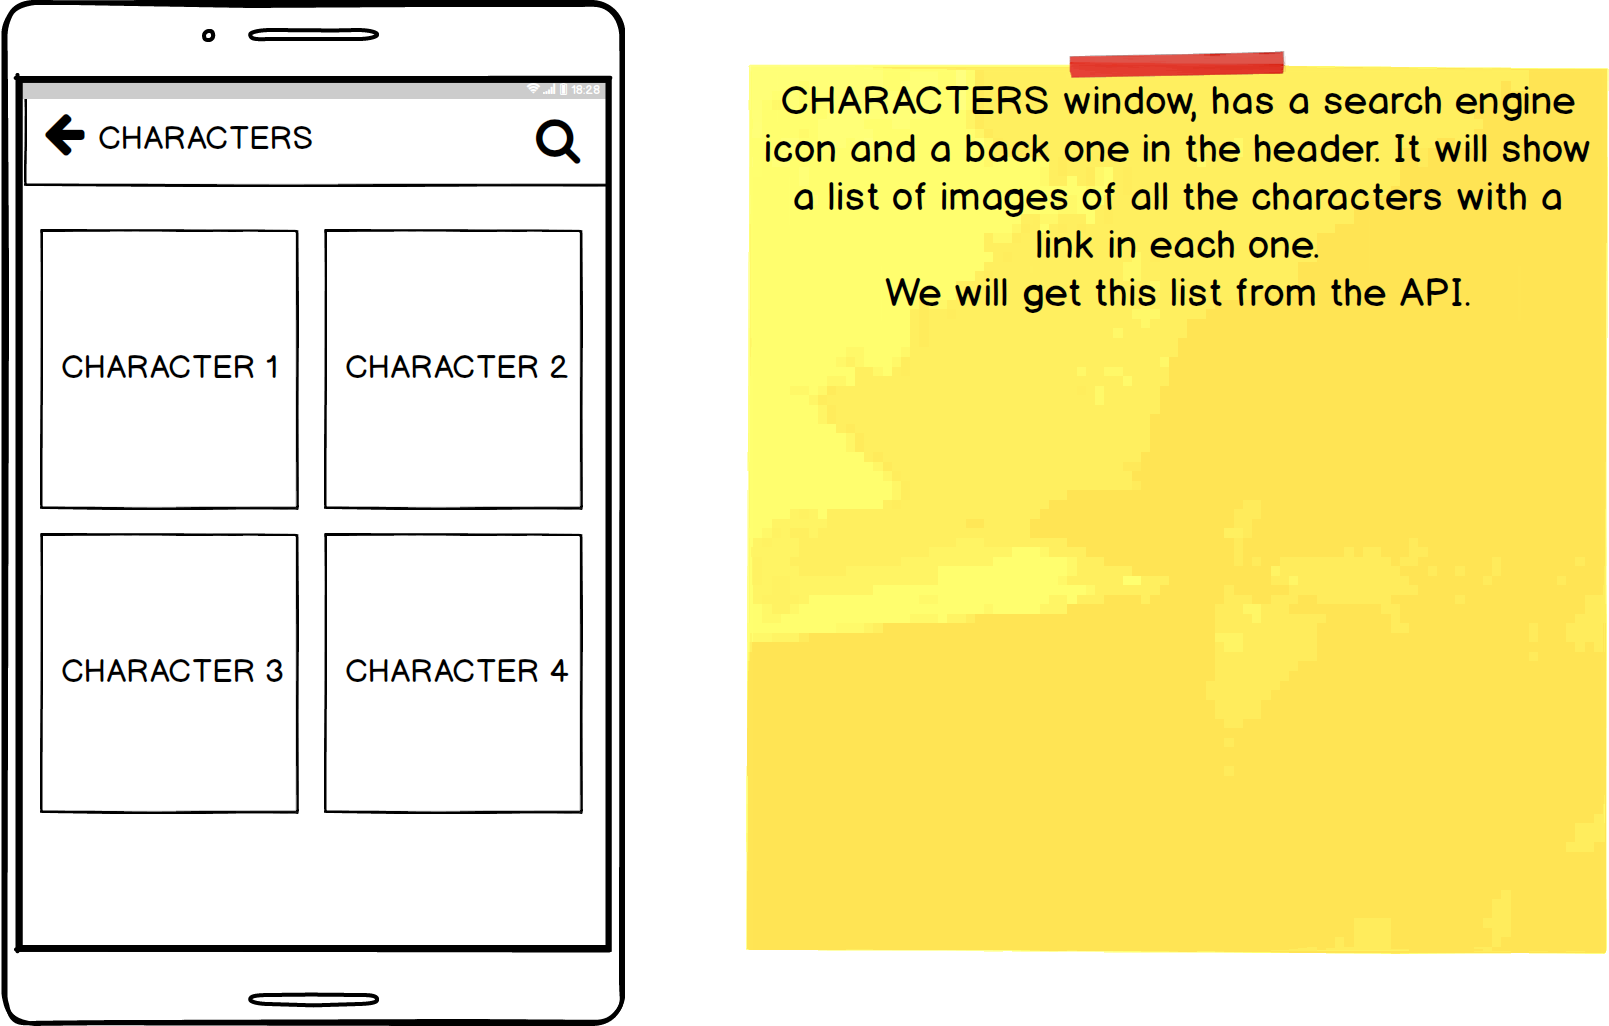 18:28
CHARACTERS
CHARACTER 1
CHARACTER 2
CHARACTER 3
CHARACTER 4
CHARACTERS window, has a search engine
icon and a back one in the header. It will show
a list of images of all the characters with a
link in each one.
We will get this list from the API.